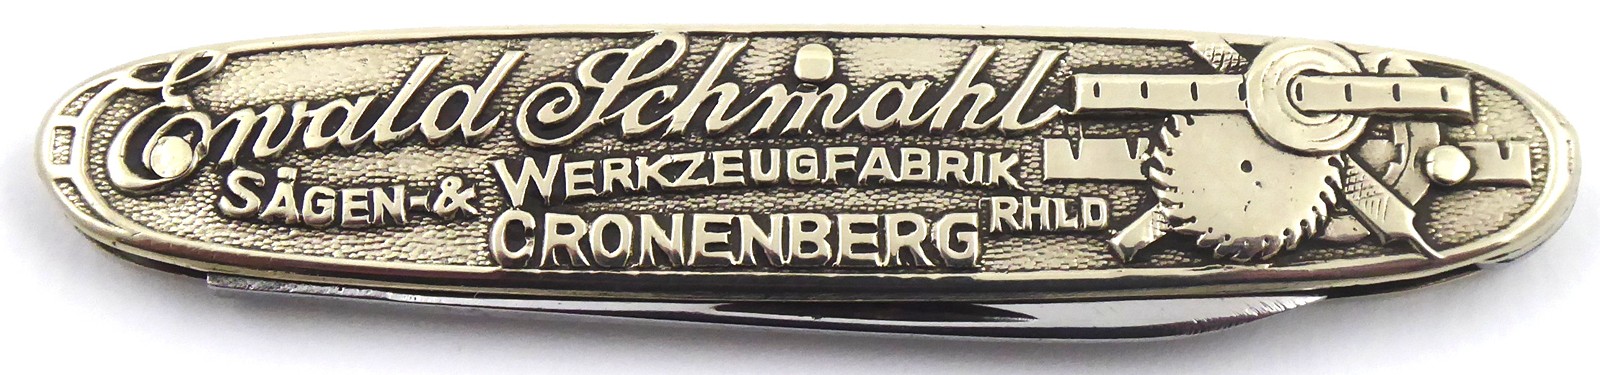 Ewald Schmahl
SÄGEN-& WERKZEUGFABRIK
CRONENBERG RHLD